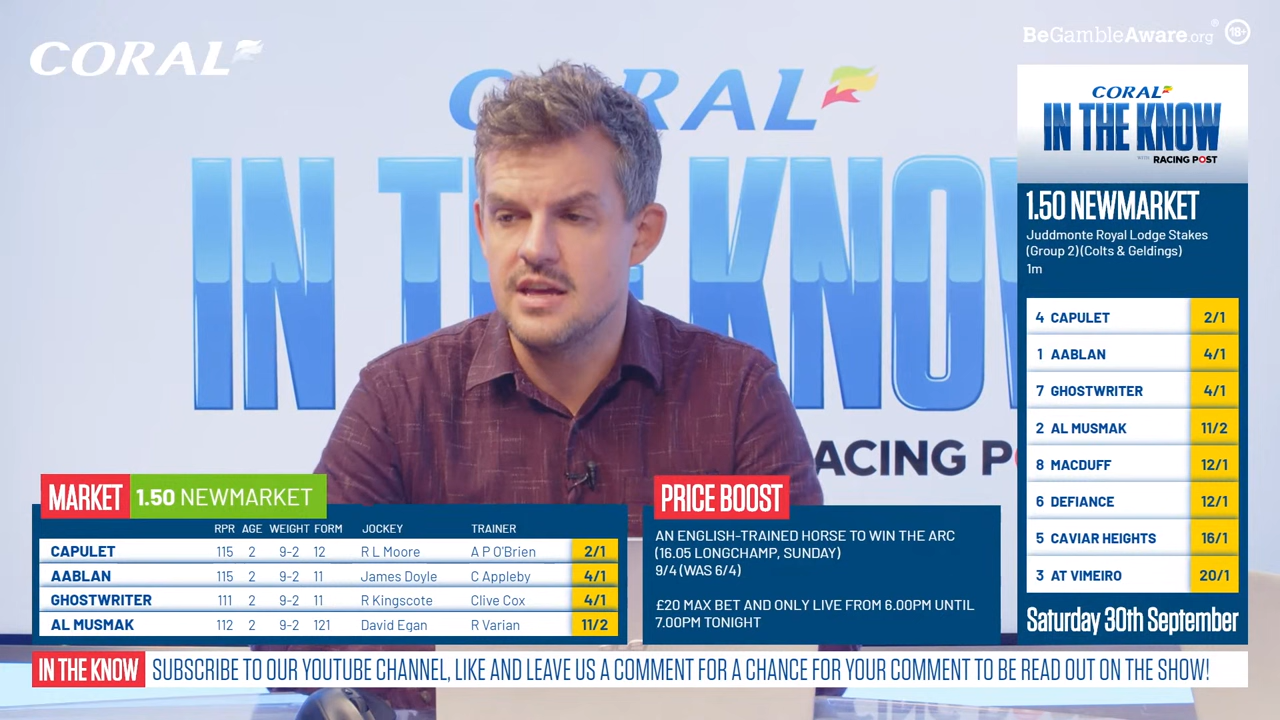 CORAL
BeGambleAware.org® 18+
CORAL
IN THE KNOW
ACING P
CORAL
IN THE KNOW
WITH RACING POST
1.50 NEWMARKET
Juddmonte Royal Lodge Stakes
(Group 2)(Colts & Geldings)
1m
4 CAPULET 2/1
1 AABLAN 4/1
7 GHOSTWRITER 4/1
2 AL MUSMAK 11/2
8 MACDUFF 12/1
6 DEFIANCE 12/1
5 CAVIAR HEIGHTS 16/1
3 AT VIMEIRO 20/1
Saturday 30th September
MARKET 1.50 NEWMARKET
RPR AGE WEIGHT FORM JOCKEY TRAINER
CAPULET 115 2 9-2 12 R L Moore A P O'Brien 2/1
AABLAN 115 2 9-2 11 James Doyle C Appleby 4/1
GHOSTWRITER 111 2 9-2 11 R Kingscote Clive Cox 4/1
AL MUSMAK 112 2 9-2 121 David Egan R Varian 11/2
PRICE BOOST
AN ENGLISH-TRAINED HORSE TO WIN THE ARC
(16.05 LONGCHAMP, SUNDAY)
9/4 (WAS 6/4)
£20 MAX BET AND ONLY LIVE FROM 6.00PM UNTIL
7.00PM TONIGHT
IN THE KNOW SUBSCRIBE TO OUR YOUTUBE CHANNEL, LIKE AND LEAVE US A COMMENT FOR A CHANCE FOR YOUR COMMENT TO BE READ OUT ON THE SHOW!